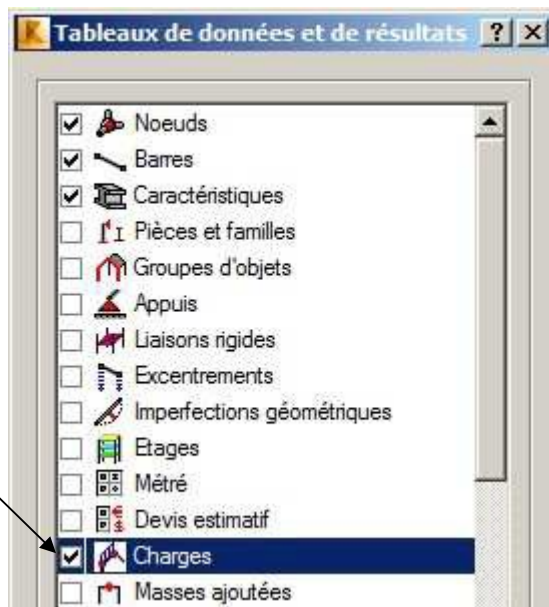 Tableaux de données et de résultats
Noeuds
Barres
Caractéristiques
Pièces et familles
Groupes d'objets
Appuis
Liaisons rigides
Excentrements
Imperfections géométriques
Etages
Métré
Devis estimatif
Charges
Masses ajoutées